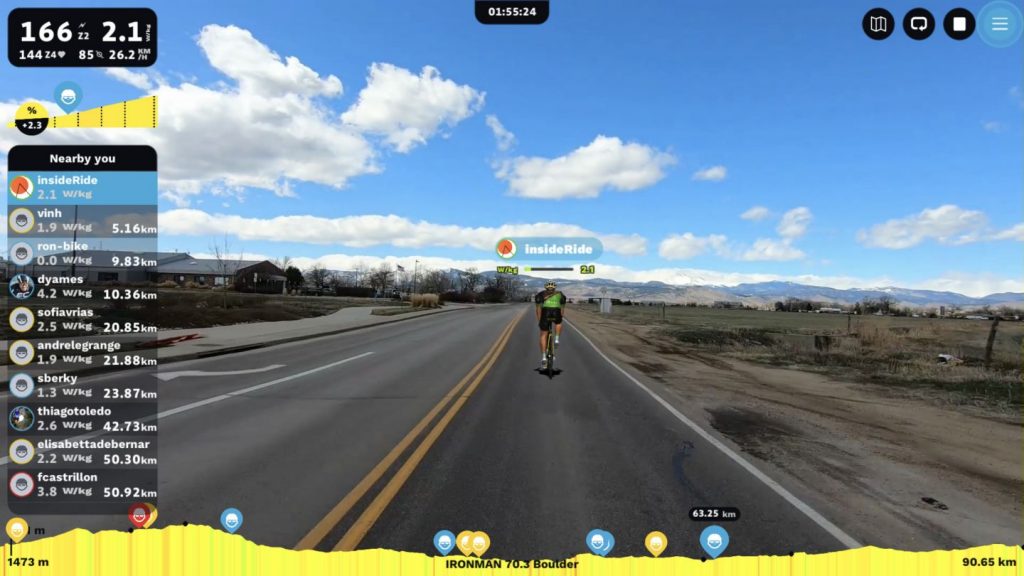 166 Z2 2.1 W/kg
144 Z4 85 26.2 KM/H
01:55:24
%
+2.3
Nearby you
insideRide
2.1 W/kg
vinh
1.9 W/kg 5.16km
ron-bike
0.0 W/kg 9.83km
dyames
4.2 W/kg 10.36km
sofiavrias
2.5 W/kg 20.85km
andrelegrange
1.9 W/kg 21.88km
sberky
1.3 W/kg 23.87km
thiagotoledo
2.6 W/kg 42.73km
elisabettadebernar
2.2 W/kg 50.30km
fcastrillon
3.8 W/kg 50.92km
insideRide
W/kg 2.1
63.25 km
m
1473 m
IRONMAN 70.3 Boulder
90.65 km